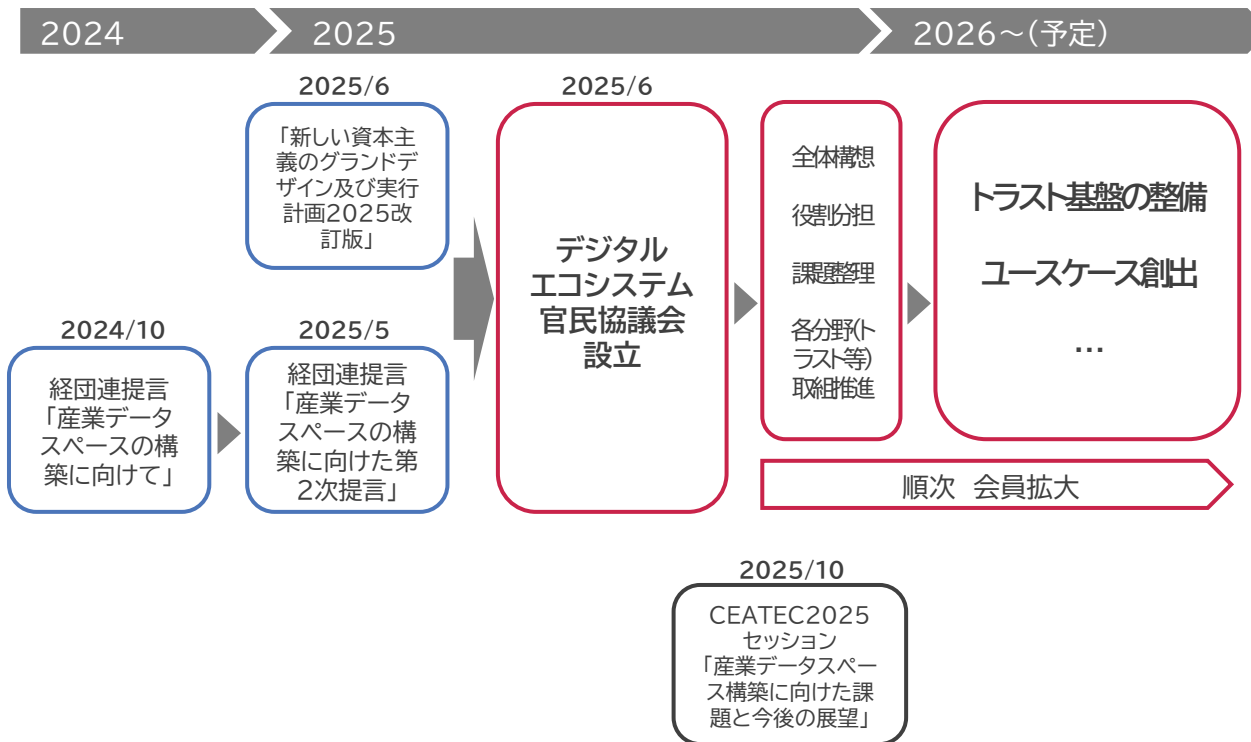 2024
2025
2026～(予定)
2025/6
「新しい資本主
義のグランドデ
ザイン及び実行
計画2025改
訂版」
2024/10
経団連提言
「産業データ
スペースの構
築に向けて」
2025/5
経団連提言
「産業データ
スペースの構
築に向けた第
2次提言」
2025/6
デジタル
エコシステム
官民協議会
設立
全体構想
役割分担
課題整理
各分野(ト
ラスト等)
取組推進
トラスト基盤の整備
ユースケース創出
…
順次 会員拡大
2025/10
CEATEC2025
セッション
「産業データスペー
ス構築に向けた課
題と今後の展望」